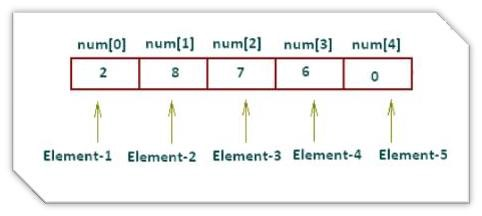 num[0] num[1] num[2] num[3] num[4]
2 8 7 6 0
Element-1 Element-2 Element-3 Element-4 Element-5